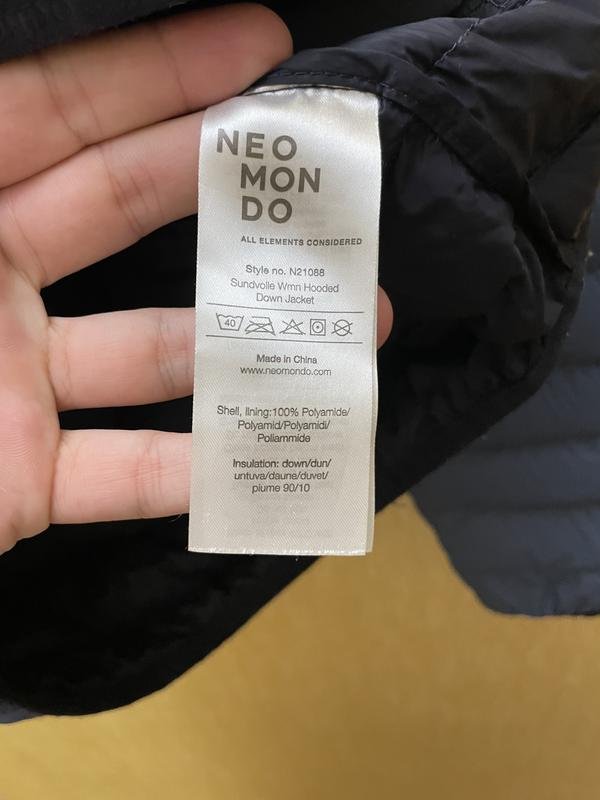 NEO
MON
DO
ALL ELEMENTS CONSIDERED
Style no. N21088
Sundvolle Wmn Hooded
Down Jacket
40
Made in China
www.neomondo.com
Shell, lining:100% Polyamide/
Polyamid/Polyamidi/
Poliammide
Insulation: down/dun/
untuva/daune/duvet/
piume 90/10